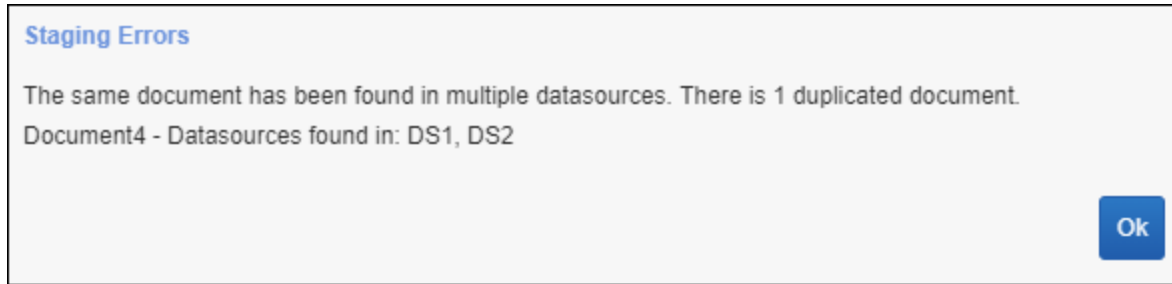 Staging Errors
The same document has been found in multiple datasources. There is 1 duplicated document.
Document4 - Datasources found in: DS1, DS2
Ok